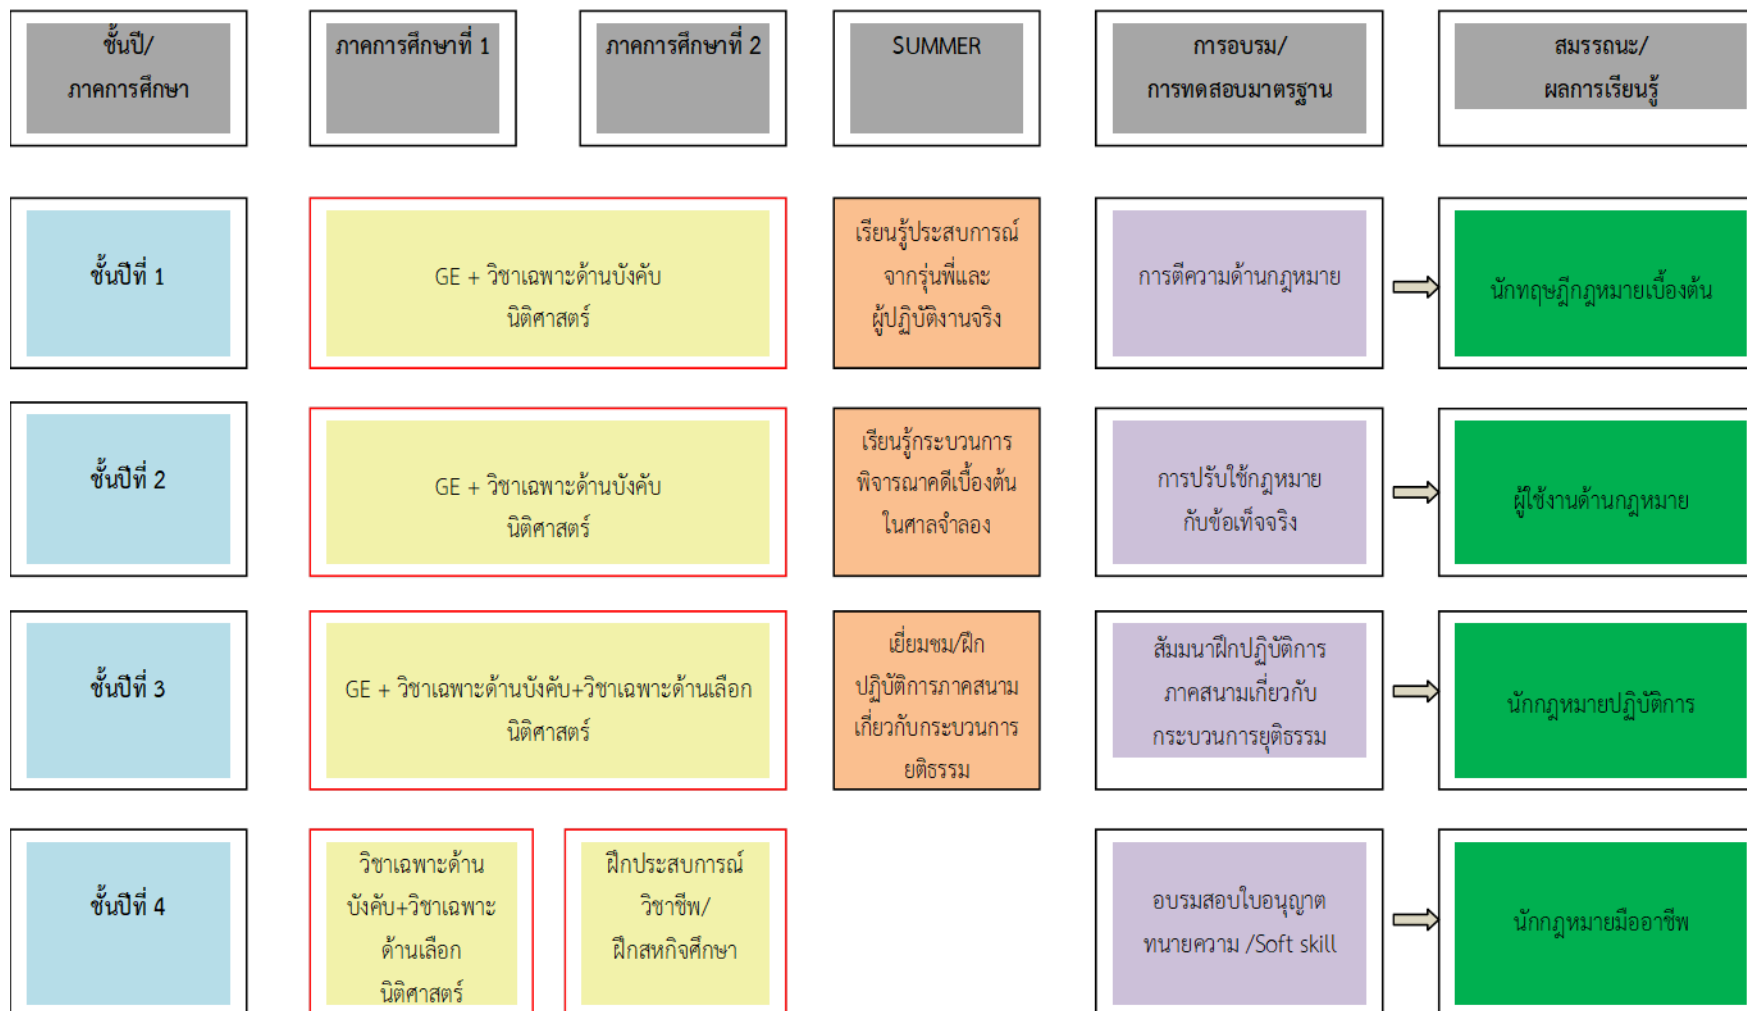 ชั้นปี/
ภาคการศึกษา
ภาคการศึกษาที่ 1
ภาคการศึกษาที่ 2
SUMMER
การอบรม/
การทดสอบมาตรฐาน
สมรรถนะ/
ผลการเรียนรู้
ชั้นปีที่ 1
GE + วิชาเฉพาะด้านบังคับ
นิติศาสตร์
เรียนรู้ประสบการณ์
จากรุ่นพี่และ
ผู้ปฏิบัติงานจริง
การตีความด้านกฎหมาย
นักทฤษฎีกฎหมายเบื้องต้น
ชั้นปีที่ 2
GE + วิชาเฉพาะด้านบังคับ
นิติศาสตร์
เรียนรู้กระบวนการ
พิจารณาคดีเบื้องต้น
ในศาลจำลอง
การปรับใช้กฎหมาย
กับข้อเท็จจริง
ผู้ใช้งานด้านกฎหมาย
ชั้นปีที่ 3
GE + วิชาเฉพาะด้านบังคับ+วิชาเฉพาะด้านเลือก
นิติศาสตร์
เยี่ยมชม/ฝึก
ปฏิบัติการภาคสนาม
เกี่ยวกับกระบวนการ
ยติธรรม
สัมมนาฝึกปฏิบัติการ
ภาคสนามเกี่ยวกับ
กระบวนการยุติธรรม
นักกฎหมายปฏิบัติการ
ชั้นปีที่ 4
วิชาเฉพาะด้าน
บังคับ+วิชาเฉพาะ
ด้านเลือก
นิติศาสตร์
ฝึกประสบการณ์
วิชาชีพ/
ฝึกสหกิจศึกษา
อบรมสอบใบอนุญาต
ทนายความ /Soft skill
นักกฎหมายมืออาชีพ